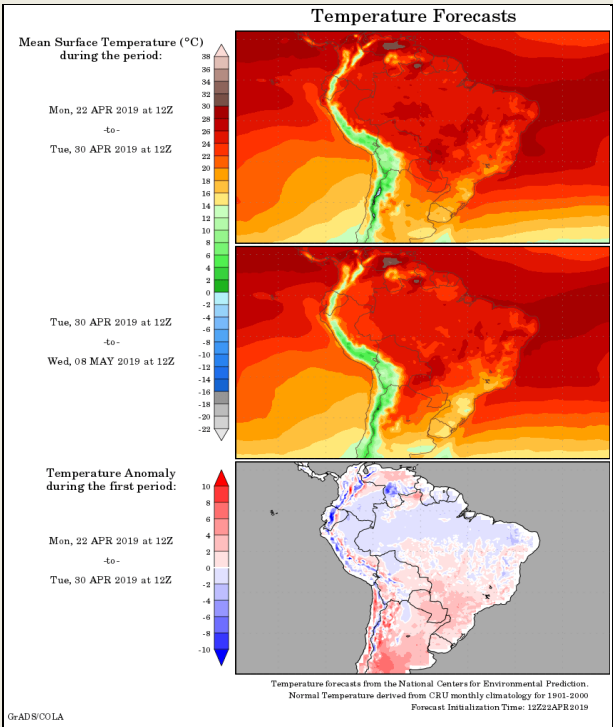 Temperature Forecasts
Mean Surface Temperature (°C)
during the period:
Mon, 22 APR 2019 at 12Z
-to-
Tue, 30 APR 2019 at 12Z
38
36
34
32
30
28
26
24
22
20
18
16
14
12
10
8
6
4
2
0
-2
-4
-6
-8
-10
-12
-14
-16
-18
-20
-22
Tue, 30 APR 2019 at 12Z
-to-
Wed, 08 MAY 2019 at 12Z
Temperature Anomaly
during the first period:
Mon, 22 APR 2019 at 12Z
-to-
Tue, 30 APR 2019 at 12Z
10
8
6
4
2
0
-2
-4
-6
-8
-10
Temperature forecasts from the National Centers for Environmental Prediction.
Normal Temperature derived from CRU monthly climatology for 1901-2000
Forecast Initialization Time: 12Z22APR2019
GrADS/COLA